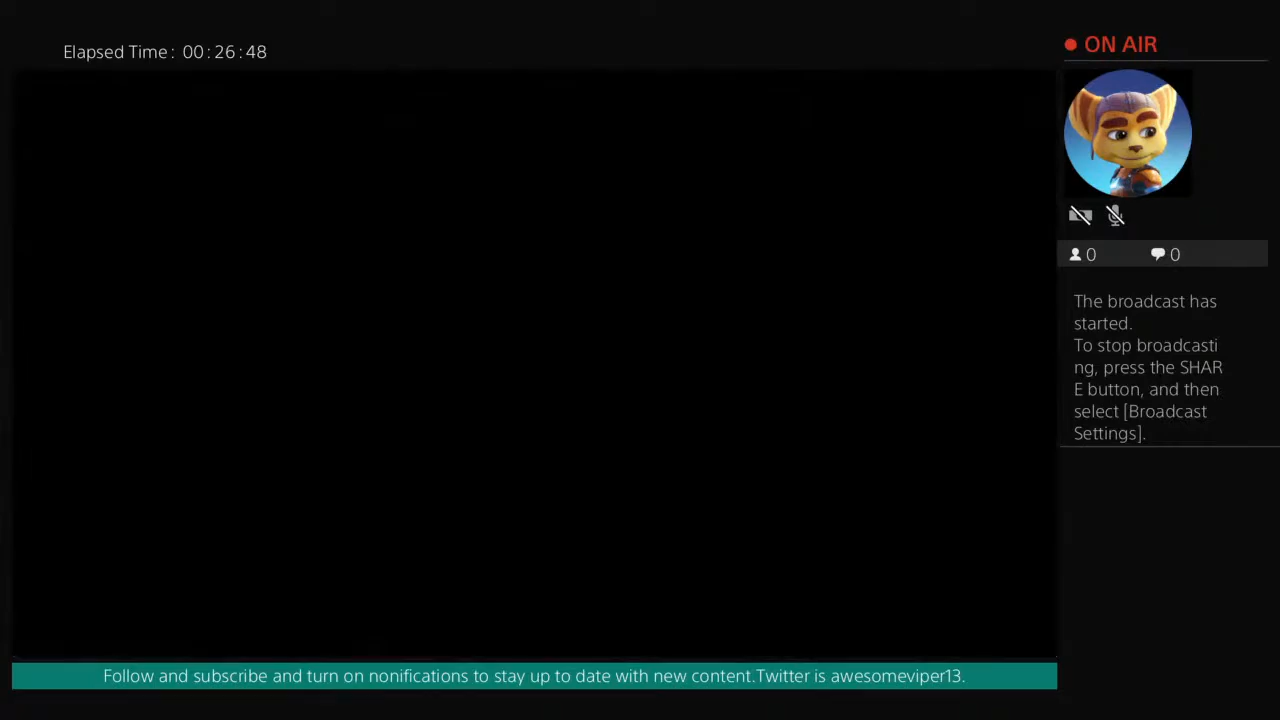 Elapsed Time: 00:26:48
ON AIR
0 0
The broadcast has
started.
To stop broadcasti
ng, press the SHAR
E button, and then
select [Broadcast
Settings].
Follow and subscribe and turn on nonifications to stay up to date with new content.Twitter is awesomeviper13.